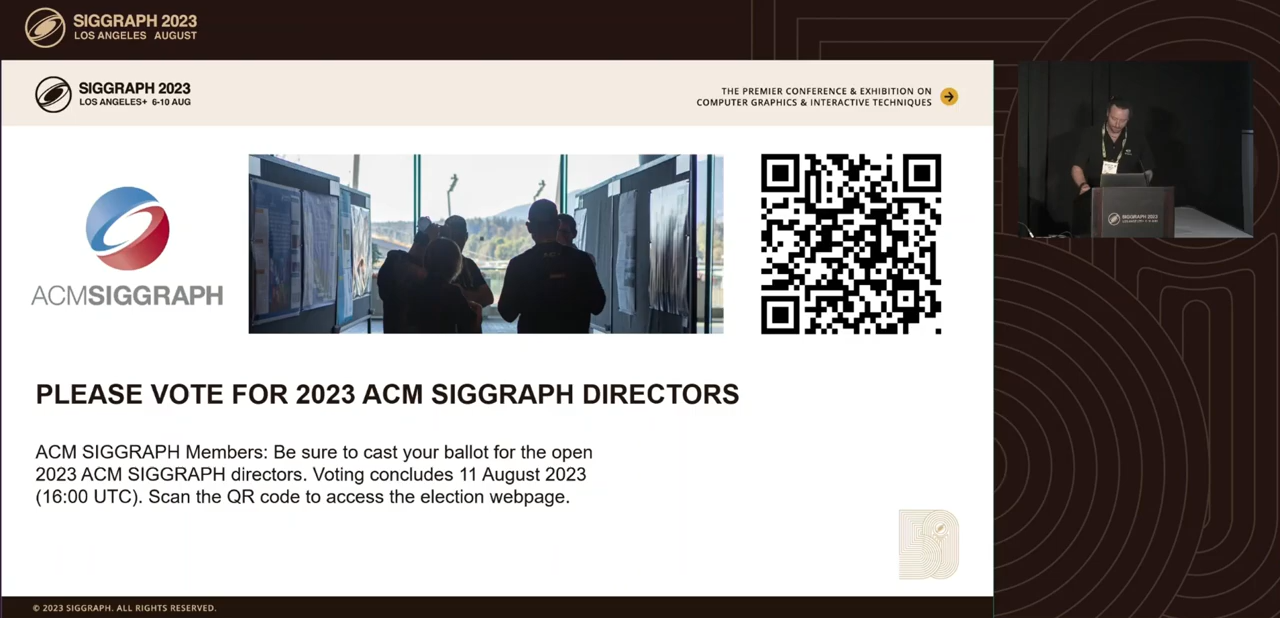 SIGGRAPH 2023
LOS ANGELES AUGUST
SIGGRAPH 2023
LOS ANGELES+ 6-10 AUG
THE PREMIER CONFERENCE & EXHIBITION ON
COMPUTER GRAPHICS & INTERACTIVE TECHNIQUES
ACMSIGGRAPH
SIGGRAPH 2023
PLEASE VOTE FOR 2023 ACM SIGGRAPH DIRECTORS
ACM SIGGRAPH Members: Be sure to cast your ballot for the open
2023 ACM SIGGRAPH directors. Voting concludes 11 August 2023
(16:00 UTC). Scan the QR code to access the election webpage.
© 2023 SIGGRAPH. ALL RIGHTS RESERVED.